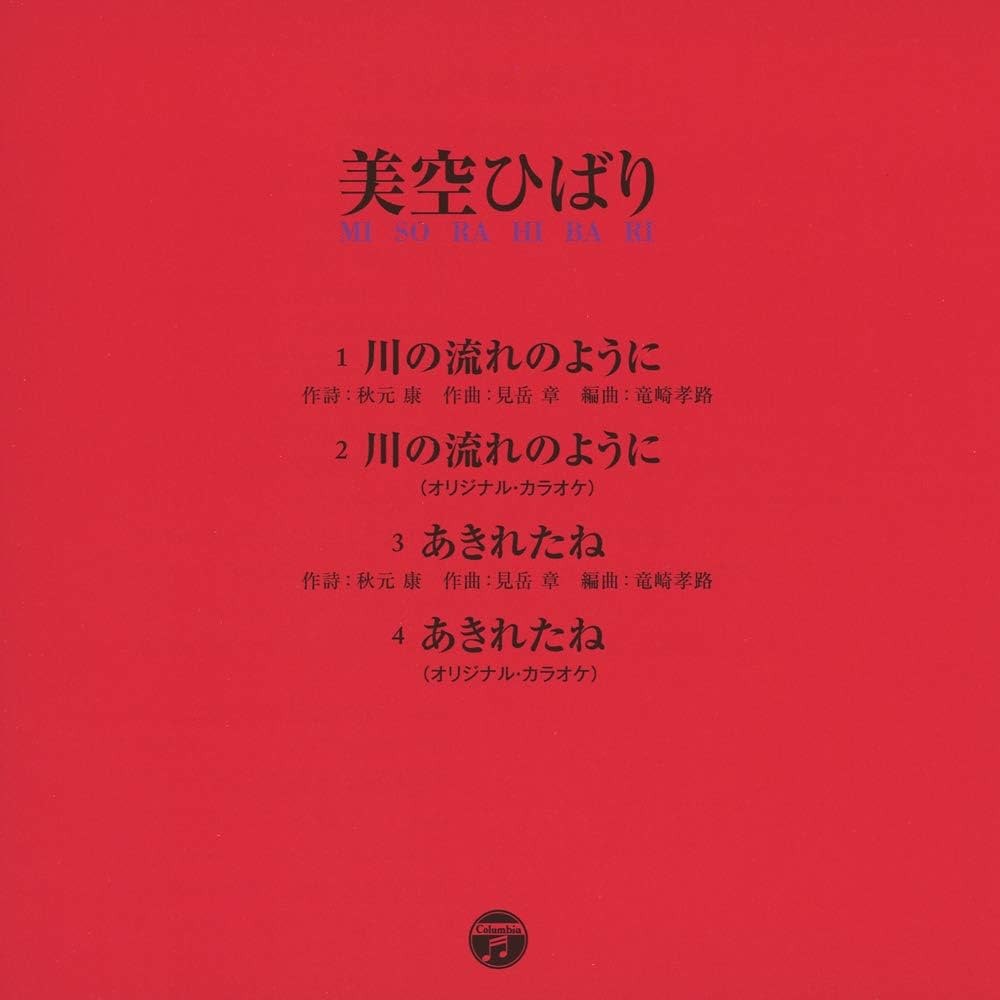 美空ひばり
MI SO RA HI BA RI
1 川の流れのように
作詩：秋元 康　作曲：見岳 章　編曲：竜崎孝路
2 川の流れのように
（オリジナル・カラオケ）
3 あきれたね
作詩：秋元 康　作曲：見岳 章　編曲：竜崎孝路
4 あきれたね
（オリジナル・カラオケ）
Columbia